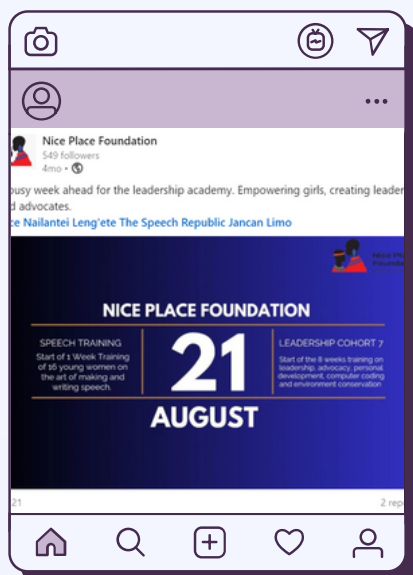 Nice Place Foundation
549 followers
4mo •
busy week ahead for the leadership academy. Empowering girls, creating leader
d advocates.
ce Nailantei Leng'ete The Speech Republic Jancan Limo
Nice Pl
Founda
NICE PLACE FOUNDATION
SPEECH TRAINING
Start of 1 Week Training
of 16 young women on
the art of making and
writing speech.
21
LEADERSHIP COHORT 7
Start of the 8 weeks training on
leadership, advocacy, personal
development, computer coding
and environment conservation
AUGUST
21
2 rep